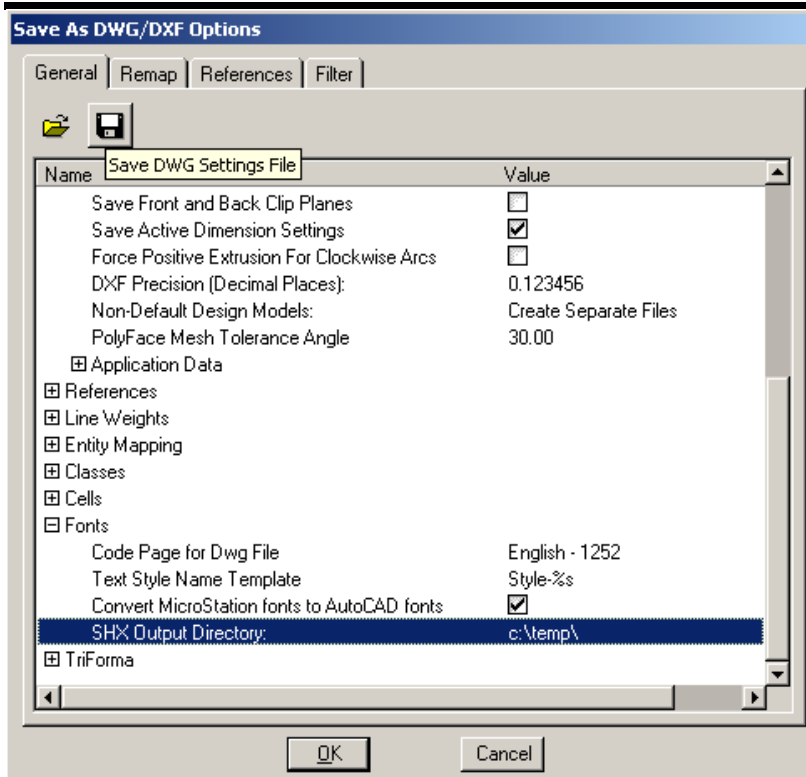 Save As DWG/DXF Options
General Remap References Filter
Save DWG Settings File
Name Value
Save Front and Back Clip Planes
Save Active Dimension Settings
Force Positive Extrusion For Clockwise Arcs
DXF Precision (Decimal Places): 0.123456
Non-Default Design Models: Create Separate Files
PolyFace Mesh Tolerance Angle 30.00
Application Data
References
Line Weights
Entity Mapping
Classes
Cells
Fonts
Code Page for Dwg File English - 1252
Text Style Name Template Style-%s
Convert MicroStation fonts to AutoCAD fonts
SHX Output Directory: c:\temp\
TriForma
OK Cancel